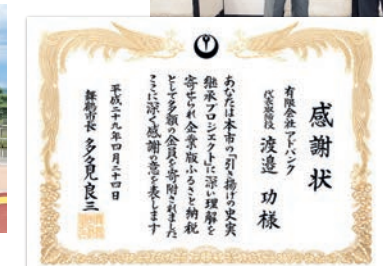 感謝状
有限会社アドバンク
代表取締役 渡邉 功 様
あなたは本市の「引き揚げの史実
継承プロジェクト」に深い理解を
寄せられ企業版ふるさと納税
として多額の金員を寄附されました
ここに深く感謝の意を表します
平成二十九年四月二十四日
舞鶴市長 多々見良三